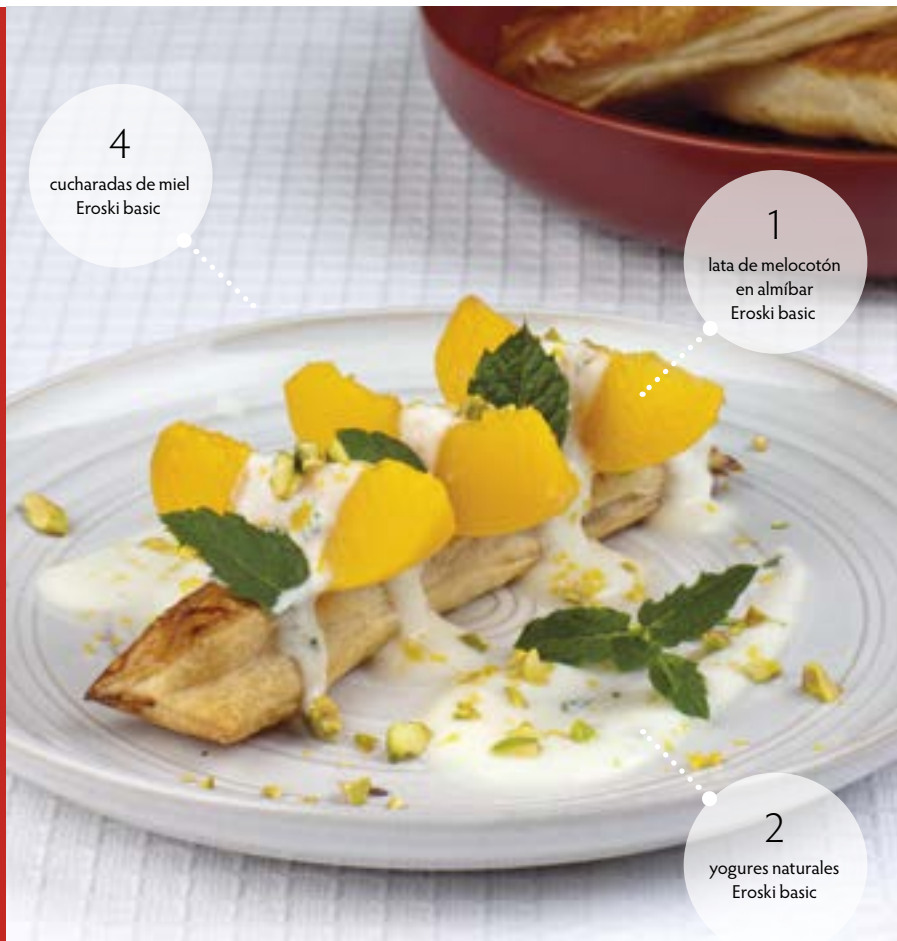 4
cucharadas de miel
Eroski basic
1
lata de melocotón
en almíbar
Eroski basic
2
yogures naturales
Eroski basic